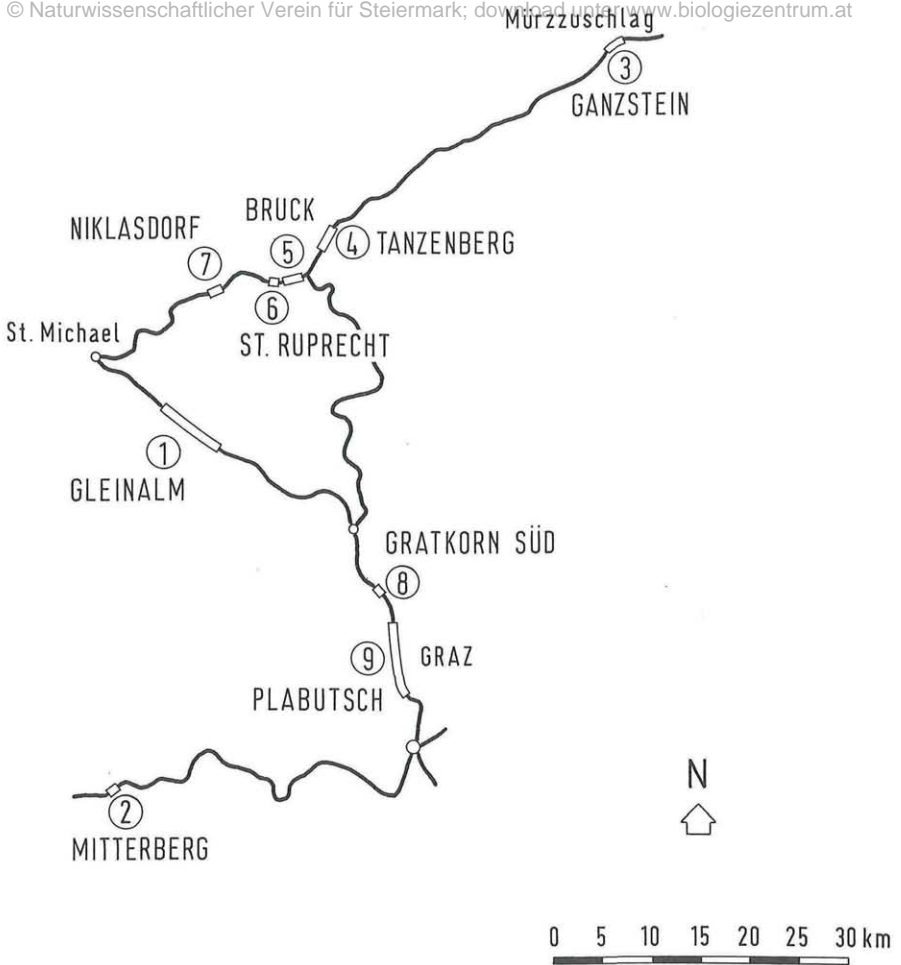 © Naturwissenschaftlicher Verein für Steiermark; download unter www.biologiezentrum.at
Mürzzuschlag
3
GANZSTEIN
BRUCK
NIKLASDORF
5
4 TANZENBERG
7
6
St. Michael
ST. RUPRECHT
1
GLEINALM
GRATKORN SÜD
8
9 GRAZ
PLABUTSCH
N
2
MITTERBERG
0 5 10 15 20 25 30 km